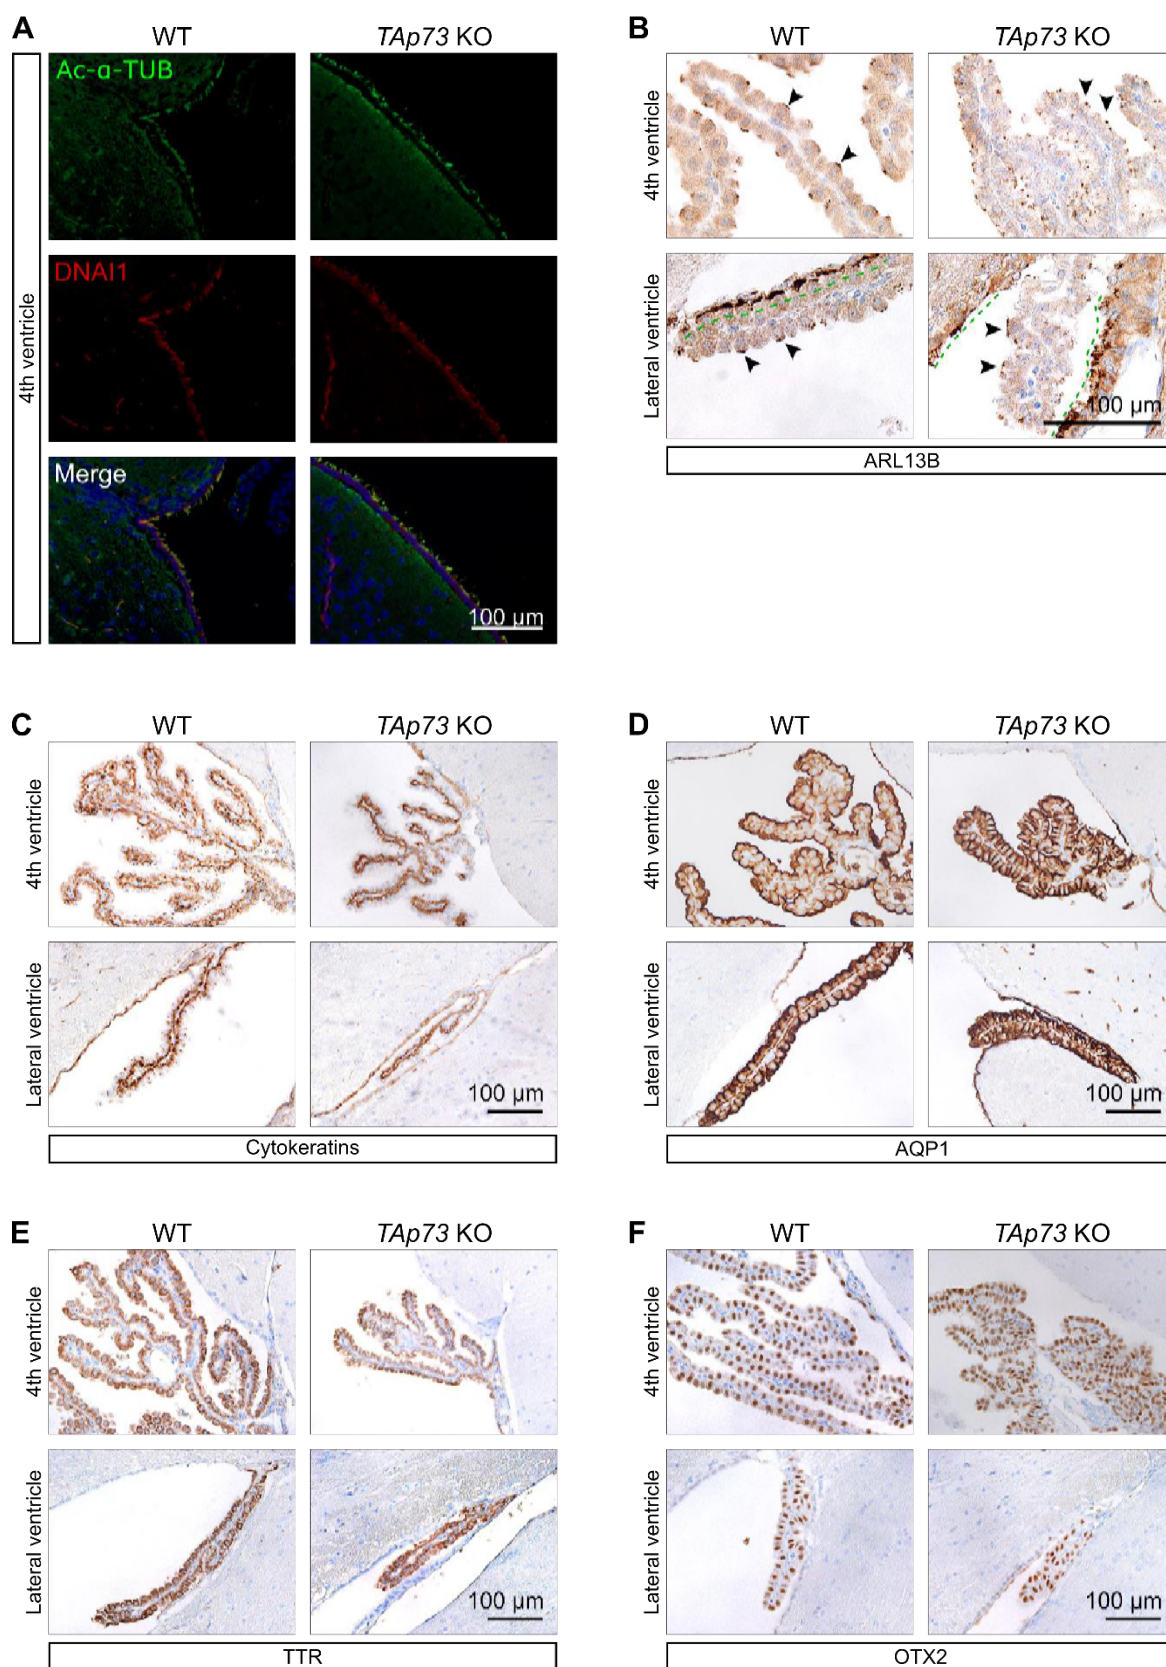 A
WT
TAp73 KO
4th ventricle
Ac-α-TUB
DNAI1
Merge
100 µm
B
WT
TAp73 KO
4th ventricle
Lateral ventricle
100 µm
ARL13B
C
WT
TAp73 KO
4th ventricle
Lateral ventricle
100 µm
Cytokeratins
D
WT
TAp73 KO
4th ventricle
Lateral ventricle
100 µm
AQP1
E
WT
TAp73 KO
4th ventricle
Lateral ventricle
100 µm
TTR
F
WT
TAp73 KO
4th ventricle
Lateral ventricle
100 µm
OTX2